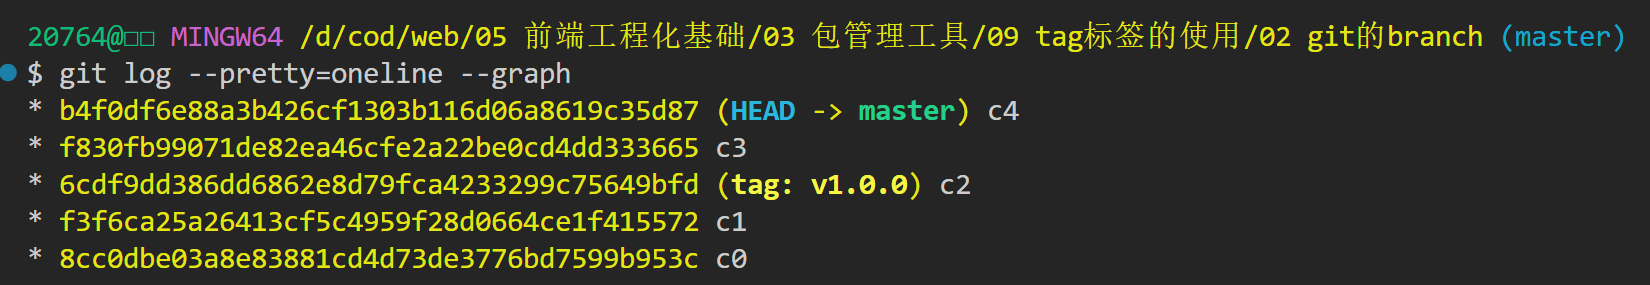 20764@□□ MINGW64 /d/cod/web/05 前端工程化基础/03 包管理工具/09 tag标签的使用/02 git的branch (master)
$ git log --pretty=oneline --graph
* b4f0df6e88a3b426cf1303b116d06a8619c35d87 (HEAD -> master) c4
* f830fb99071de82ea46cfe2a22be0cd4dd333665 c3
* 6cdf9dd386dd6862e8d79fca4233299c75649bfd (tag: v1.0.0) c2
* f3f6ca25a26413cf5c4959f28d0664ce1f415572 c1
* 8cc0dbe03a8e83881cd4d73de3776bd7599b953c c0